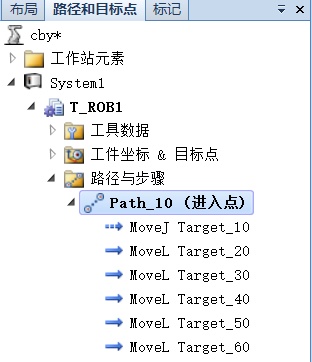 布局 路径和目标点 标记
cby*
工作站元素
System1
T_ROB1
工具数据
工件坐标 & 目标点
路径与步骤
Path_10 (进入点)
MoveJ Target_10
MoveL Target_20
MoveL Target_30
MoveL Target_40
MoveL Target_50
MoveL Target_60